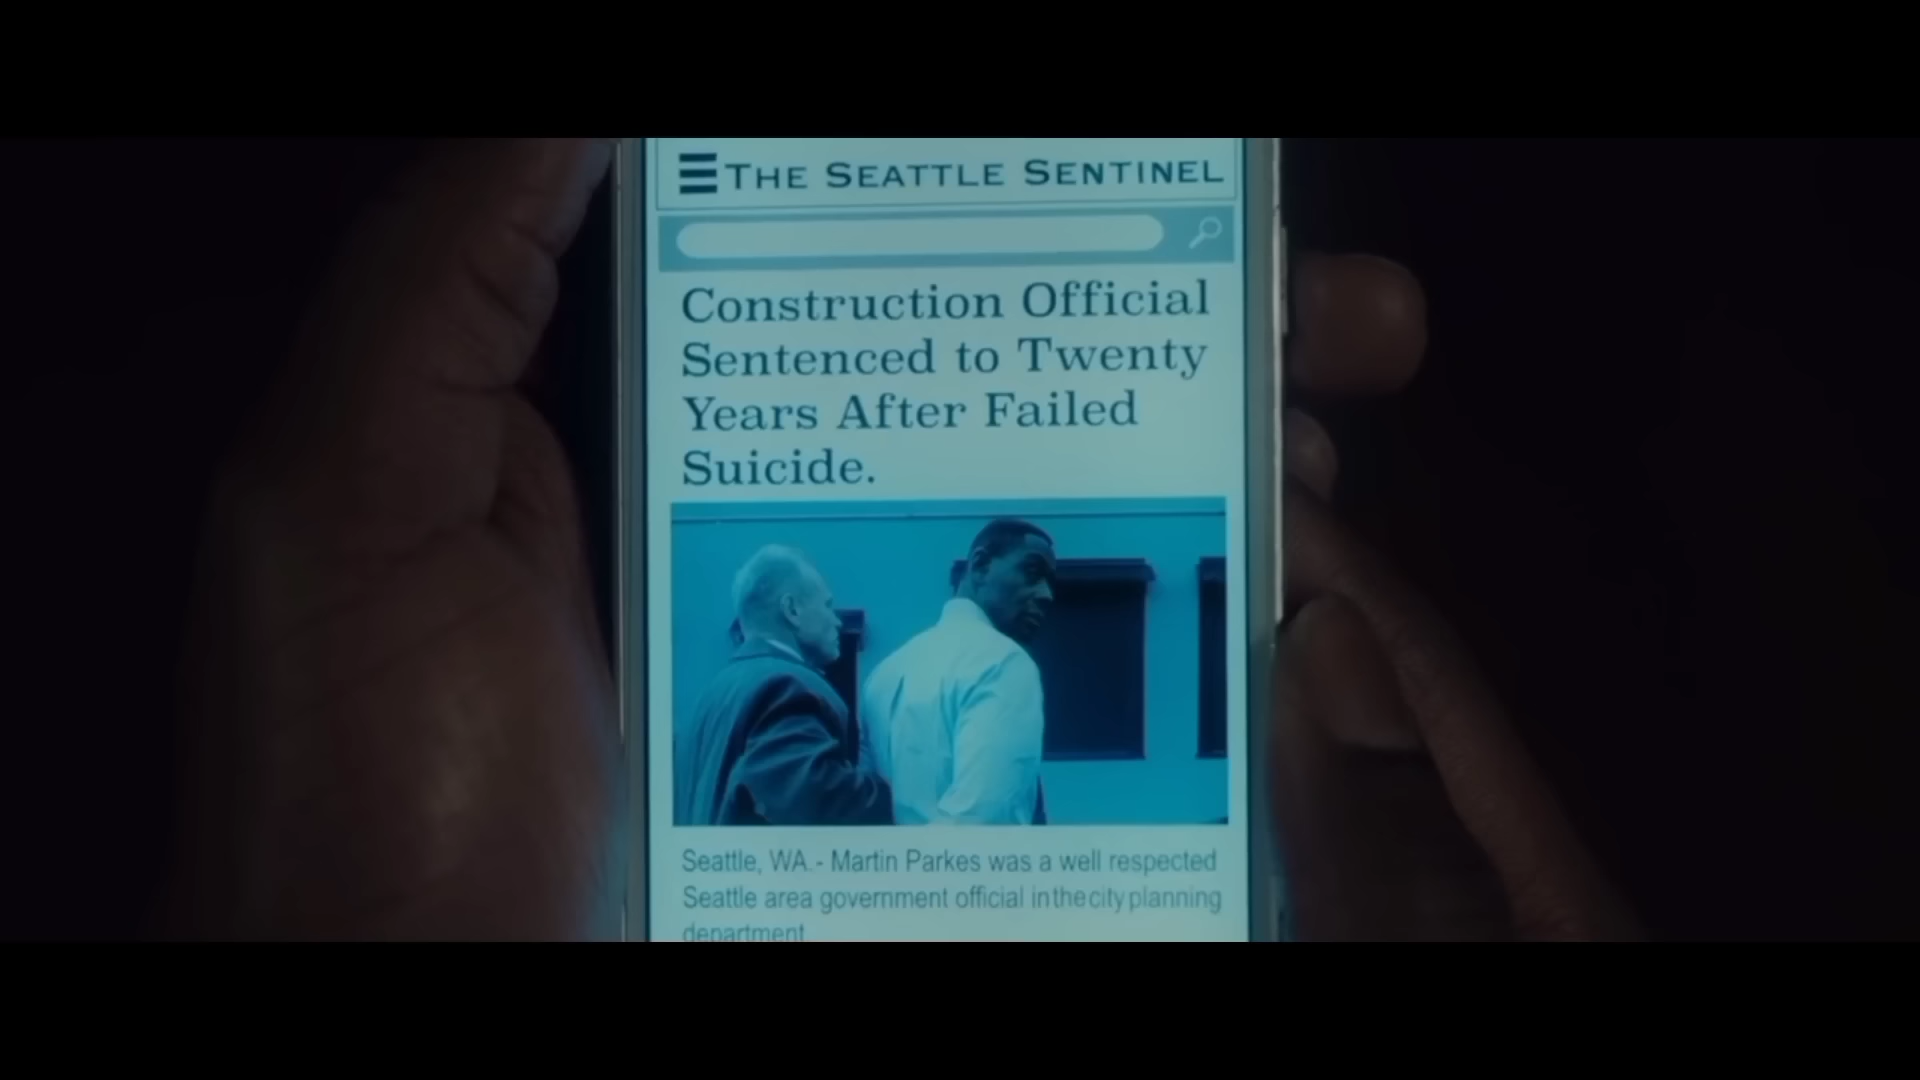 THE SEATTLE SENTINEL
Construction Official
Sentenced to Twenty
Years After Failed
Suicide.
Seattle, WA.- Martin Parkes was a well respected
Seattle area government official in the city planning
department